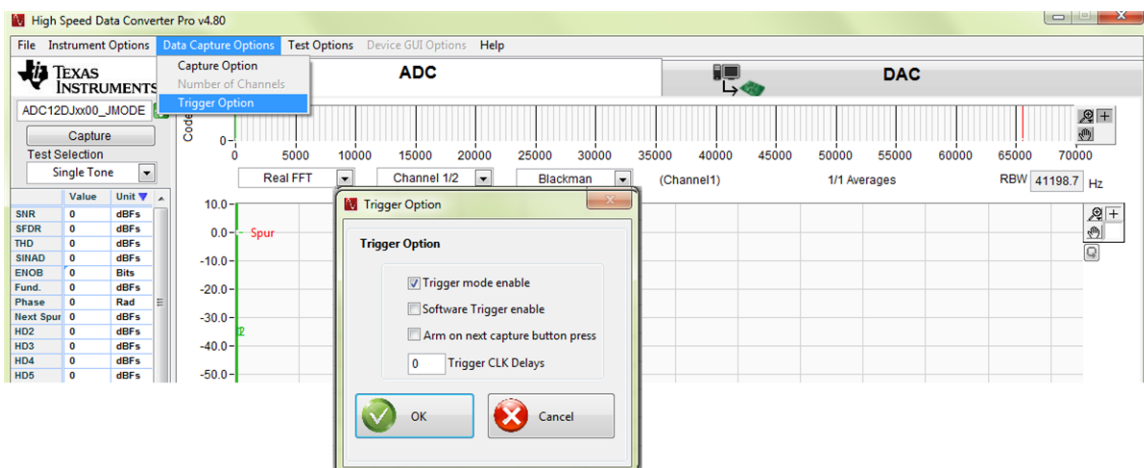 High Speed Data Converter Pro v4.80
File Instrument Options Data Capture Options Test Options Device GUI Options Help
Capture Option
Number of Channels
Trigger Option
TEXAS
INSTRUMENTS
ADC
DAC
ADC12DJxx00_JMODE
Capture
Test Selection
Single Tone
Value Unit
SNR 0 dBFs
SFDR 0 dBFs
THD 0 dBFs
SINAD 0 dBFs
ENOB 0 Bits
Fund. 0 dBFs
Phase 0 Rad
Next Spur 0 dBFs
HD2 0 dBFs
HD3 0 dBFs
HD4 0 dBFs
HD5 0 dBFs
Code
0
0 5000 10000 15000 20000 25000 30000 35000 40000 45000 50000 55000 60000 65000 70000
Real FFT Channel 1/2 Blackman (Channel1) 1/1 Averages RBW 41198.7 Hz
10.0
0.0 Spur
-10.0
-20.0
-30.0
-40.0
-50.0
Trigger Option
Trigger Option
Trigger mode enable
Software Trigger enable
Arm on next capture button press
0 Trigger CLK Delays
OK Cancel